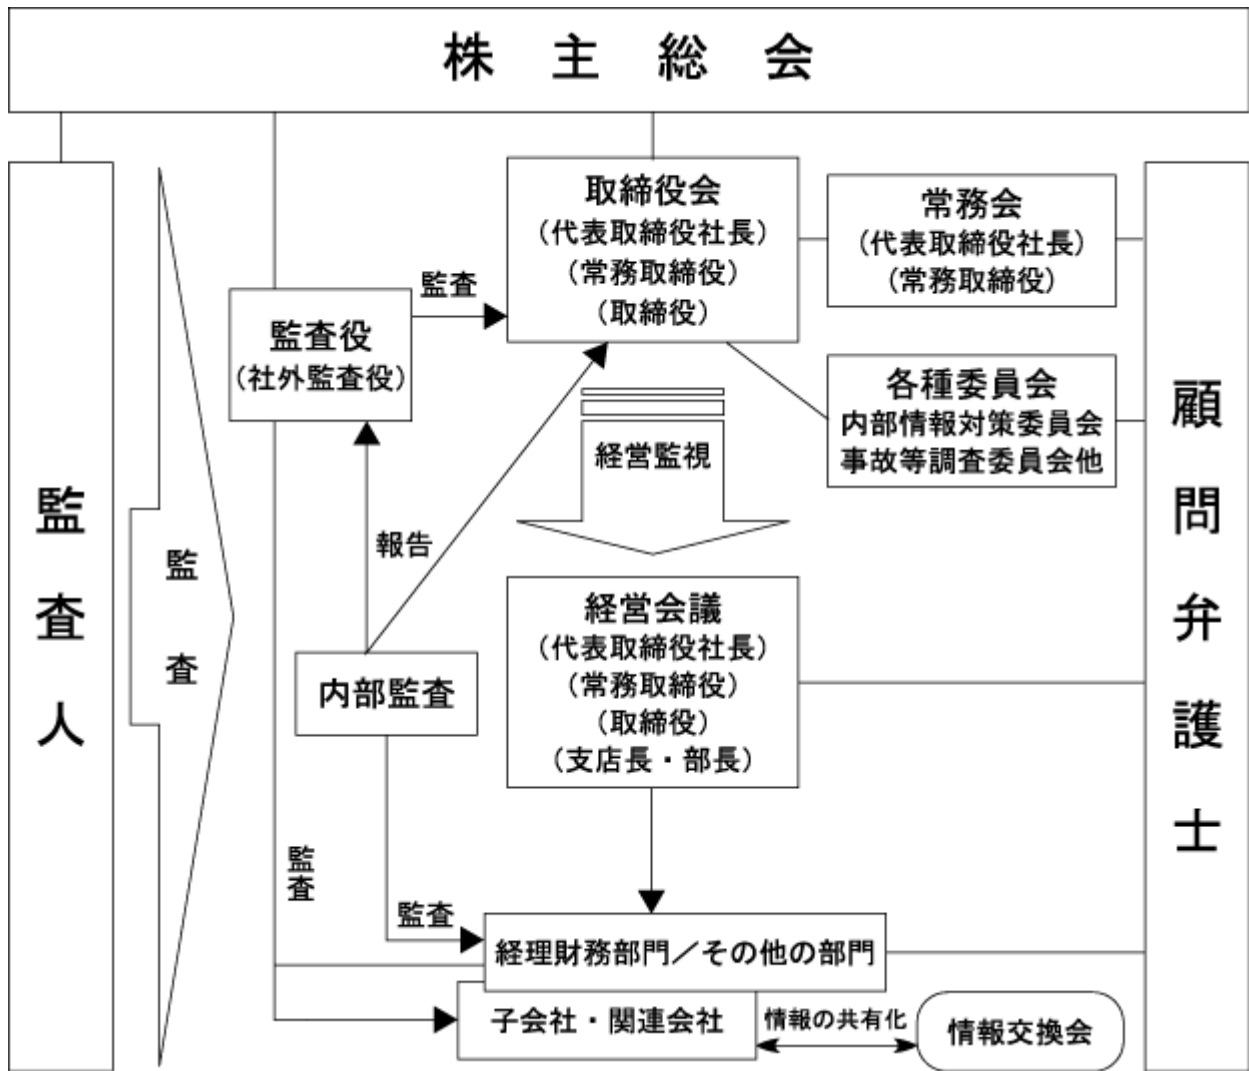 株主総会
監査人
監査
監査役
(社外監査役)
監査
取締役会
(代表取締役社長)
(常務取締役)
(取締役)
常務会
(代表取締役社長)
(常務取締役)
各種委員会
内部情報対策委員会
事故等調査委員会他
顧問弁護士
経営監視
報告
内部監査
経営会議
(代表取締役社長)
(常務取締役)
(取締役)
(支店長・部長)
監査
監査
経理財務部門／その他の部門
子会社・関連会社
情報の共有化
情報交換会